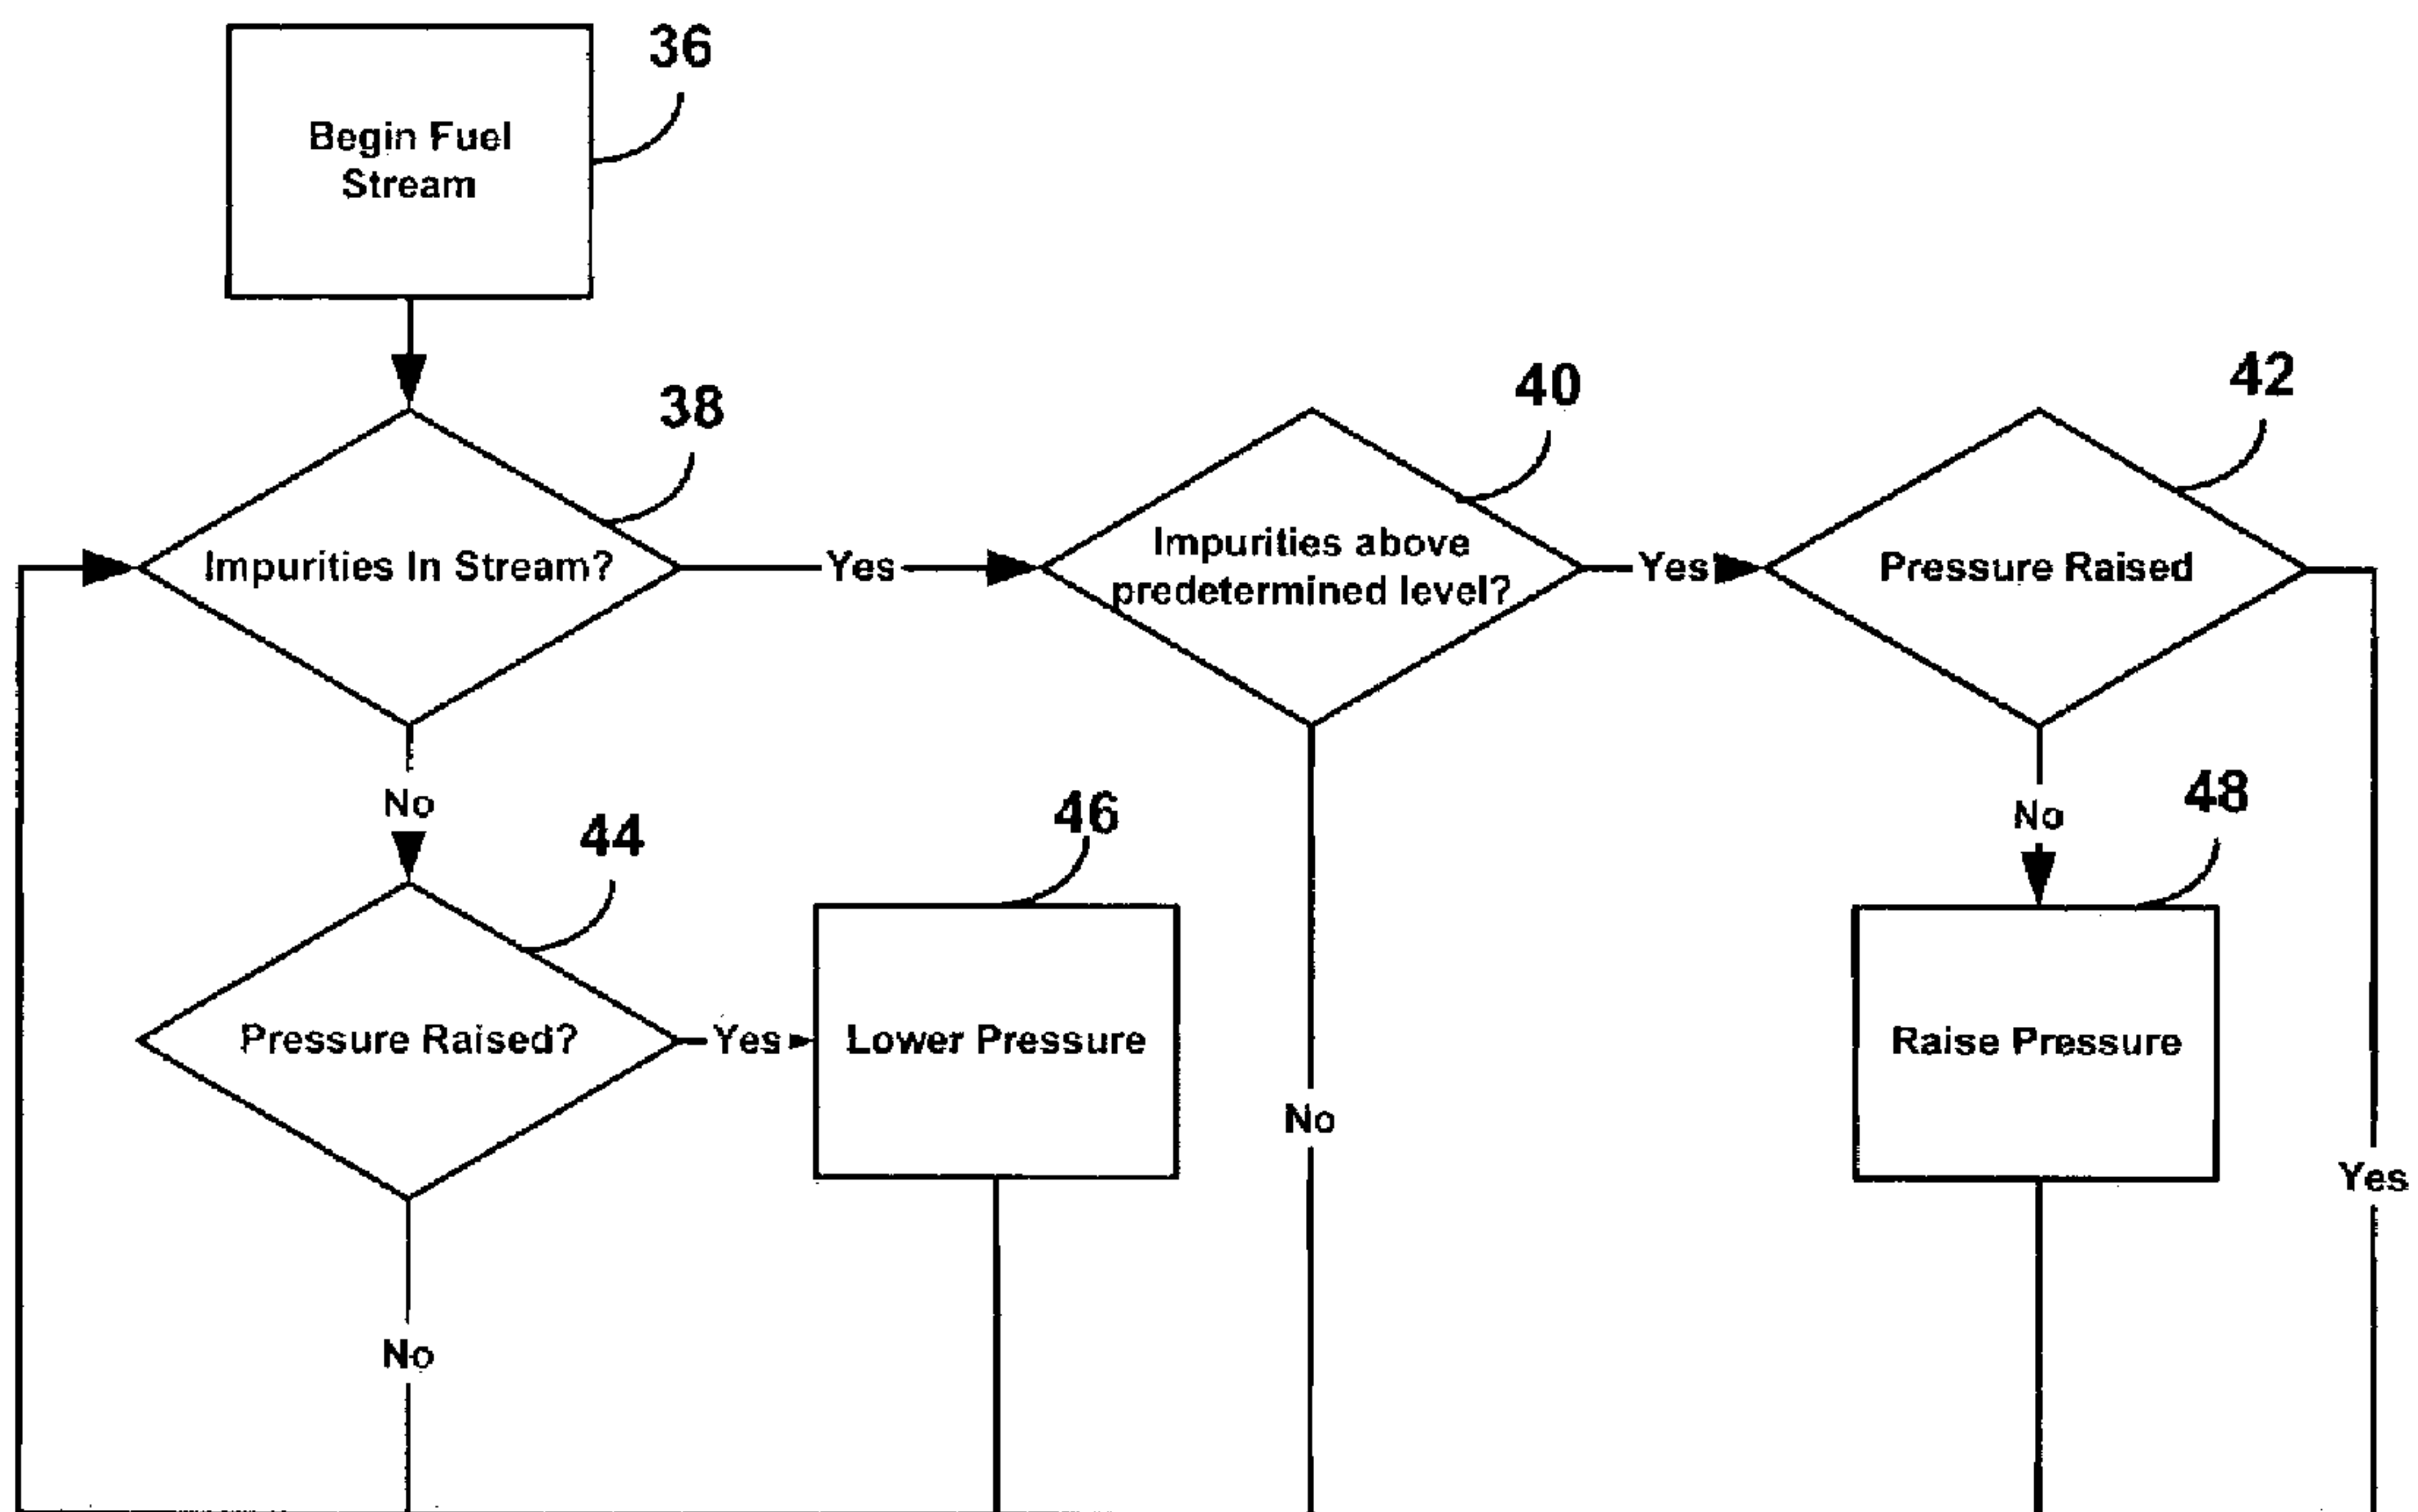 36
Begin Fuel
Stream
38
40
42
Impurities In Stream?
Yes
Impurities above
predetermined level?
Yes
Pressure Raised
No
44
46
No
48
Pressure Raised?
Yes
Lower Pressure
No
Raise Pressure
Yes
No